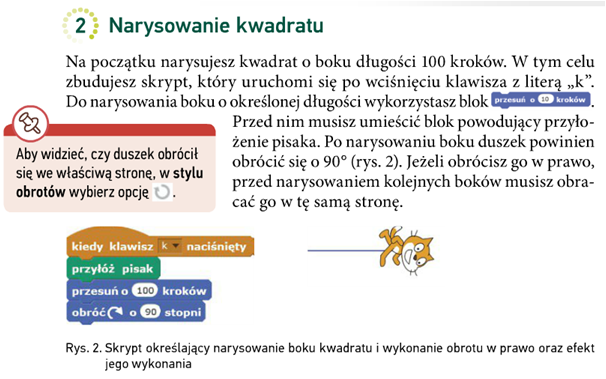 2 Narysowanie kwadratu
Na początku narysujesz kwadrat o boku długości 100 kroków. W tym celu
zbudujesz skrypt, który uruchomi się po wciśnięciu klawisza z literą „k”.
Do narysowania boku o określonej długości wykorzystasz blok przesuń o 10 kroków.
Przed nim musisz umieścić blok powodujący przyło-
żenie pisaka. Po narysowaniu boku duszek powinien
obrócić się o 90° (rys. 2). Jeżeli obrócisz go w prawo,
przed narysowaniem kolejnych boków musisz obra-
cać go w tę samą stronę.
Aby widzieć, czy duszek obrócił
się we właściwą stronę, w stylu
obrotów wybierz opcję .
kiedy klawisz k naciśnięty
przyłóż pisak
przesuń o 100 kroków
obróć o 90 stopni
Rys. 2. Skrypt określający narysowanie boku kwadratu i wykonanie obrotu w prawo oraz efekt
jego wykonania